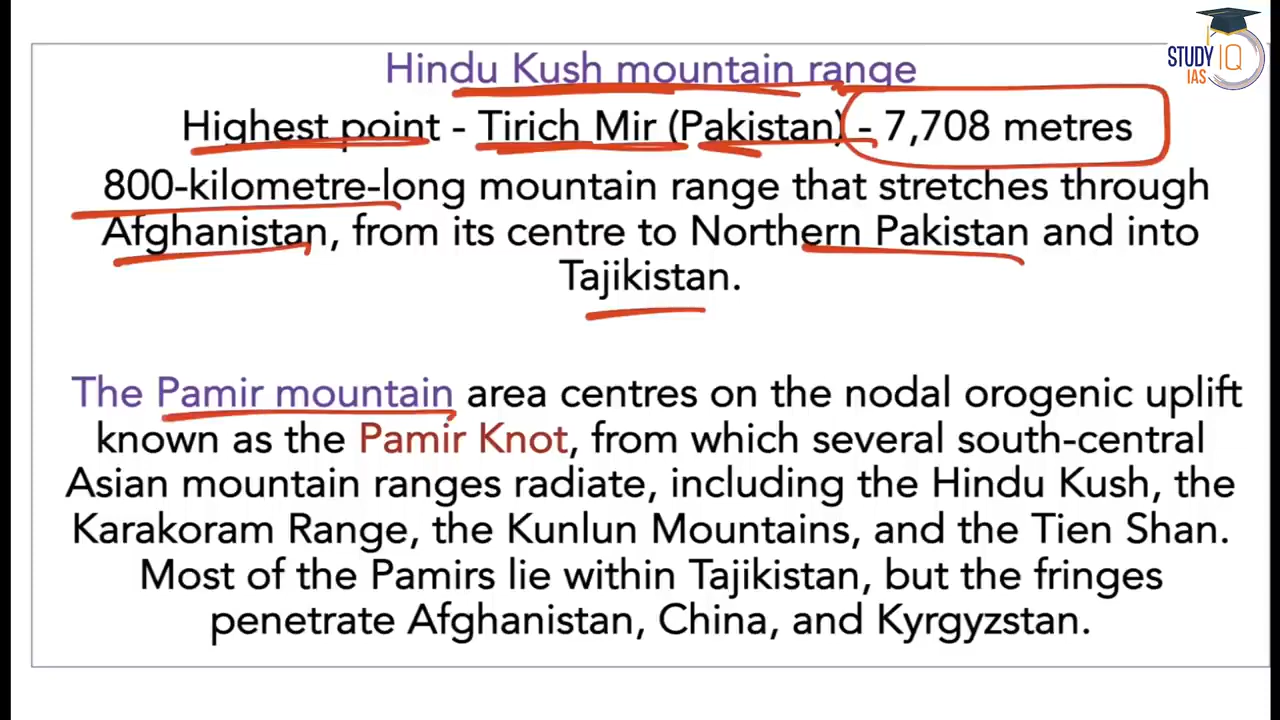 STUDY IQ
IAS
Hindu Kush mountain range
Highest point - Tirich Mir (Pakistan) - 7,708 metres
800-kilometre-long mountain range that stretches through
Afghanistan, from its centre to Northern Pakistan and into
Tajikistan.
The Pamir mountain area centres on the nodal orogenic uplift
known as the Pamir Knot, from which several south-central
Asian mountain ranges radiate, including the Hindu Kush, the
Karakoram Range, the Kunlun Mountains, and the Tien Shan.
Most of the Pamirs lie within Tajikistan, but the fringes
penetrate Afghanistan, China, and Kyrgyzstan.